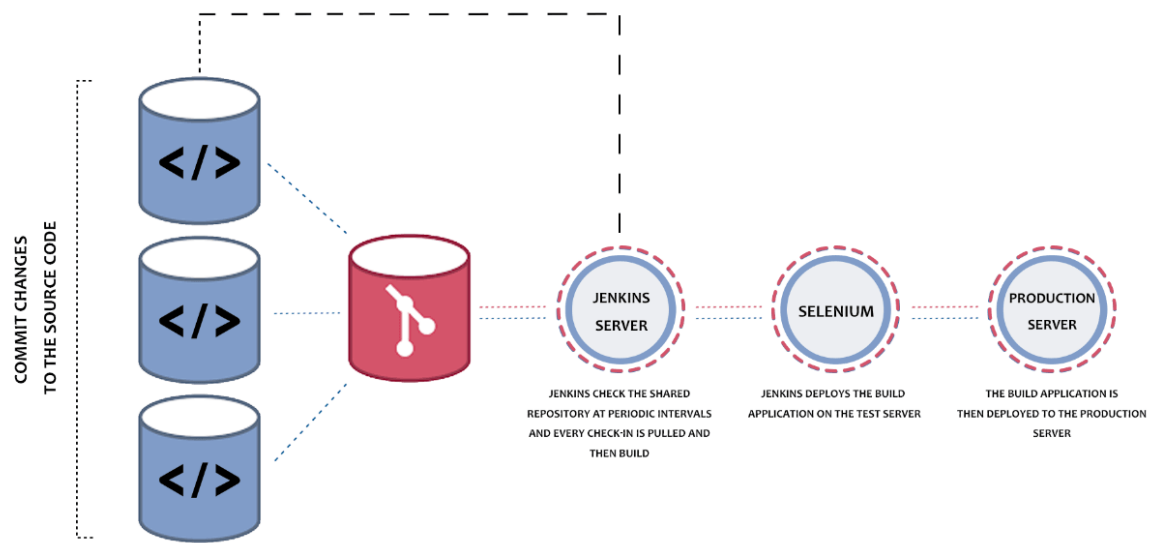 COMMIT CHANGES
TO THE SOURCE CODE
</>
</>
</>
JENKINS
SERVER
SELENIUM
PRODUCTION
SERVER
JENKINS CHECK THE SHARED
REPOSITORY AT PERIODIC INTERVALS
AND EVERY CHECK-IN IS PULLED AND
THEN BUILD
JENKINS DEPLOYS THE BUILD
APPLICATION ON THE TEST SERVER
THE BUILD APPLICATION IS
THEN DEPLOYED TO THE PRODUCTION
SERVER